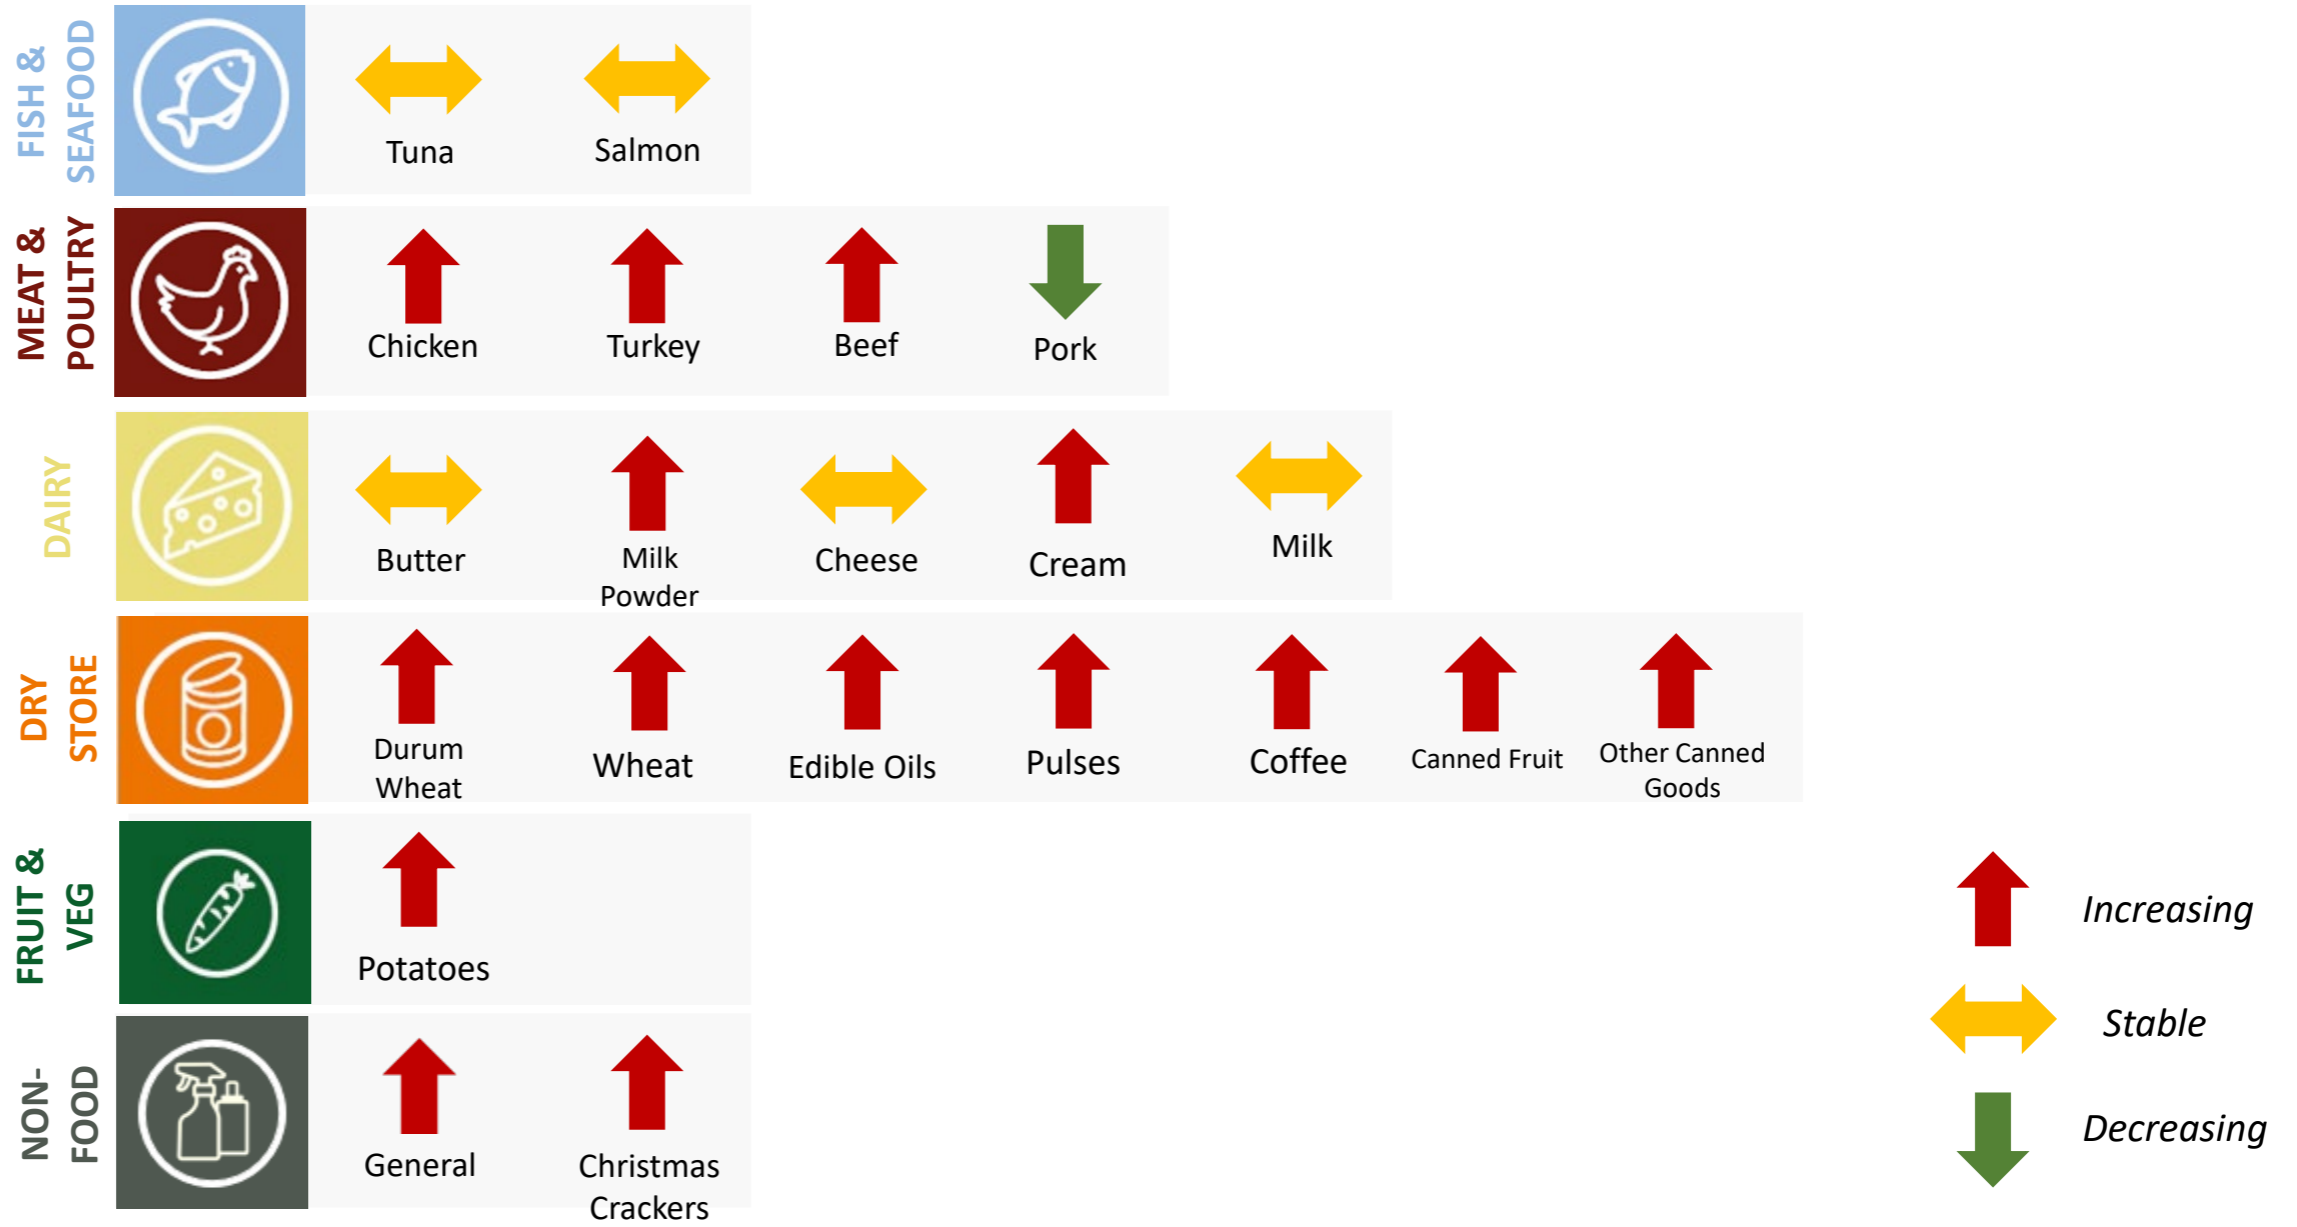 FISH &
SEAFOOD
Tuna
Salmon
MEAT &
POULTRY
Chicken
Turkey
Beef
Pork
DAIRY
Butter
Milk
Powder
Cheese
Cream
Milk
DRY
STORE
Durum
Wheat
Wheat
Edible Oils
Pulses
Coffee
Canned Fruit
Other Canned
Goods
FRUIT &
VEG
Potatoes
NON-
FOOD
General
Christmas
Crackers
Increasing
Stable
Decreasing